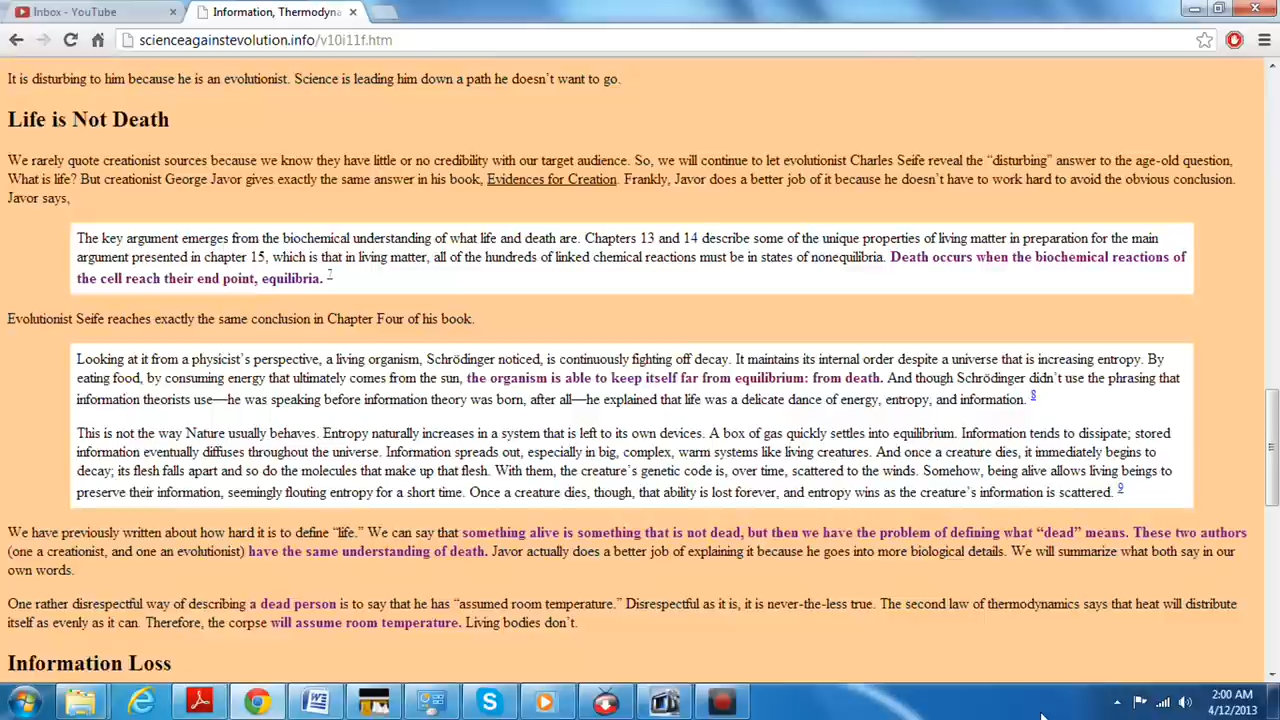 Inbox - YouTube
Information, Thermodyna
scienceagainstevolution.info/v10i11f.htm
It is disturbing to him because he is an evolutionist. Science is leading him down a path he doesn't want to go.
Life is Not Death
We rarely quote creationist sources because we know they have little or no credibility with our target audience. So, we will continue to let evolutionist Charles Seife reveal the “disturbing” answer to the age-old question,
What is life? But creationist George Javor gives exactly the same answer in his book, Evidences for Creation. Frankly, Javor does a better job of it because he doesn't have to work hard to avoid the obvious conclusion.
Javor says,
The key argument emerges from the biochemical understanding of what life and death are. Chapters 13 and 14 describe some of the unique properties of living matter in preparation for the main
argument presented in chapter 15, which is that in living matter, all of the hundreds of linked chemical reactions must be in states of nonequilibria. Death occurs when the biochemical reactions of
the cell reach their end point, equilibria. 7
Evolutionist Seife reaches exactly the same conclusion in Chapter Four of his book.
Looking at it from a physicist's perspective, a living organism, Schrödinger noticed, is continuously fighting off decay. It maintains its internal order despite a universe that is increasing entropy. By
eating food, by consuming energy that ultimately comes from the sun, the organism is able to keep itself far from equilibrium: from death. And though Schrödinger didn't use the phrasing that
information theorists use—he was speaking before information theory was born, after all—he explained that life was a delicate dance of energy, entropy, and information. 8
This is not the way Nature usually behaves. Entropy naturally increases in a system that is left to its own devices. A box of gas quickly settles into equilibrium. Information tends to dissipate; stored
information eventually diffuses throughout the universe. Information spreads out, especially in big, complex, warm systems like living creatures. And once a creature dies, it immediately begins to
decay; its flesh falls apart and so do the molecules that make up that flesh. With them, the creature's genetic code is, over time, scattered to the winds. Somehow, being alive allows living beings to
preserve their information, seemingly flouting entropy for a short time. Once a creature dies, though, that ability is lost forever, and entropy wins as the creature's information is scattered. 9
We have previously written about how hard it is to define “life.” We can say that something alive is something that is not dead, but then we have the problem of defining what “dead” means. These two authors
(one a creationist, and one an evolutionist) have the same understanding of death. Javor actually does a better job of explaining it because he goes into more biological details. We will summarize what both say in our
own words.
One rather disrespectful way of describing a dead person is to say that he has “assumed room temperature.” Disrespectful as it is, it is never-the-less true. The second law of thermodynamics says that heat will distribute
itself as evenly as it can. Therefore, the corpse will assume room temperature. Living bodies don't.
Information Loss
2:00 AM
4/12/2013